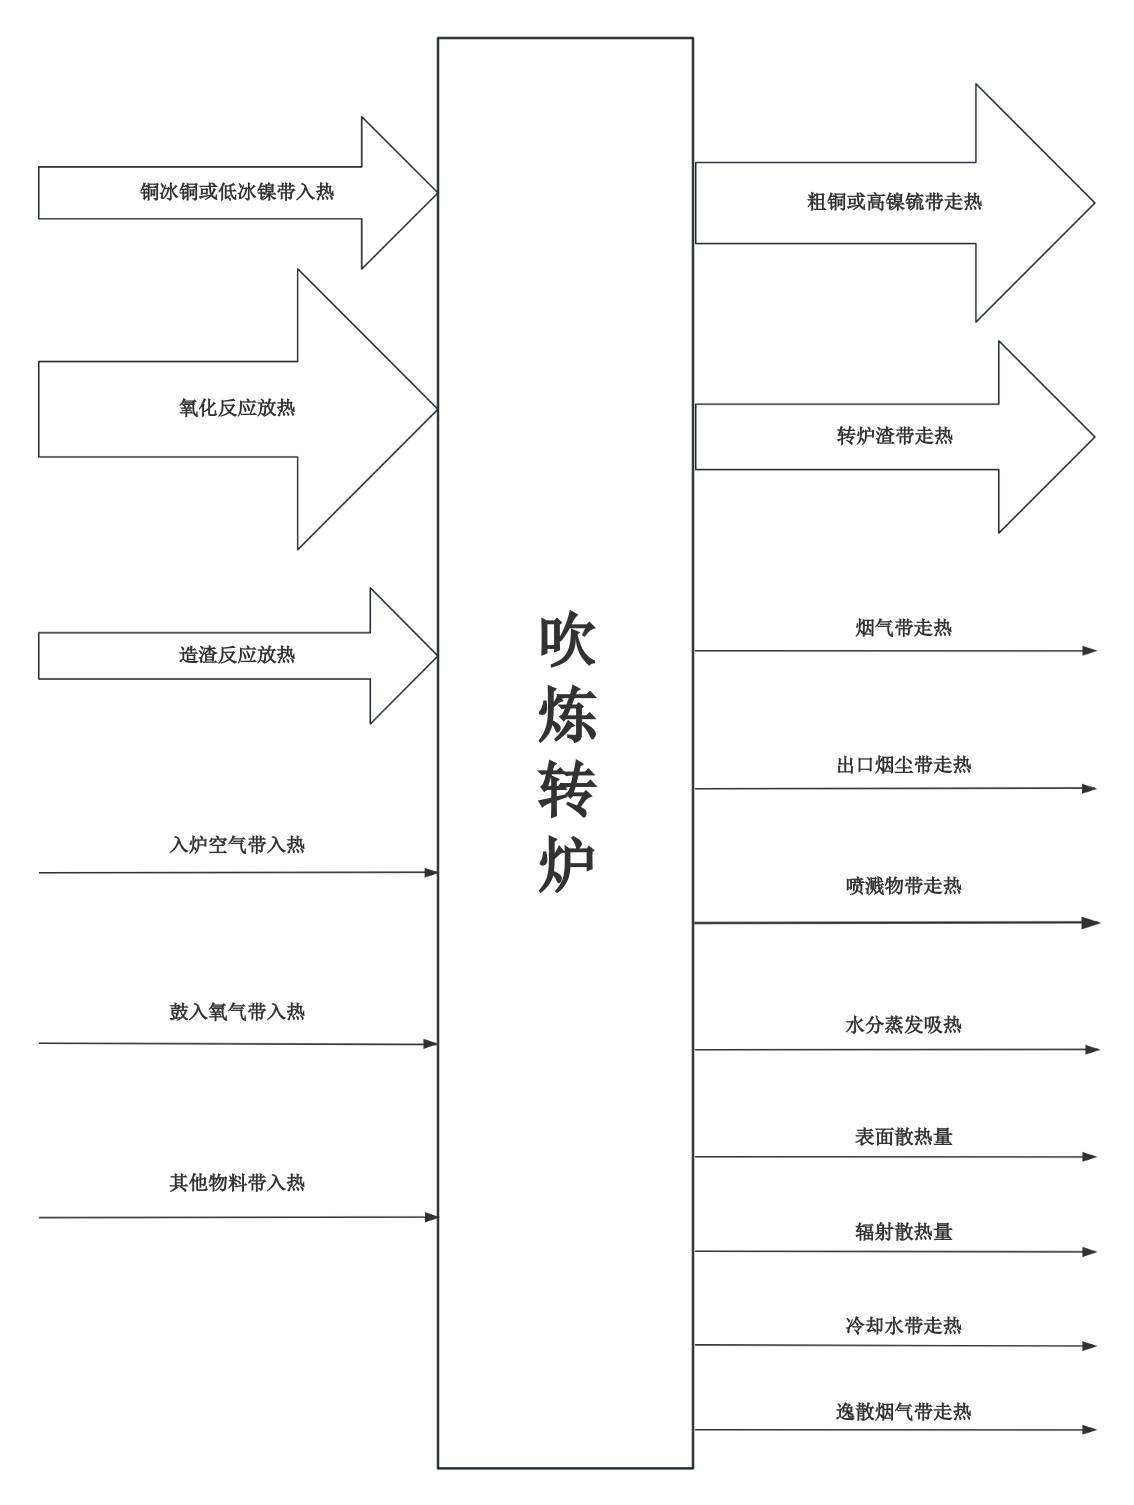 铜冰铜或低冰镍带入热
氧化反应放热
造渣反应放热
入炉空气带入热
鼓入氧气带入热
其他物料带入热
吹
炼
转
炉
粗铜或高镍锍带走热
转炉渣带走热
烟气带走热
出口烟尘带走热
喷溅物带走热
水分蒸发吸热
表面散热量
辐射散热量
冷却水带走热
逸散烟气带走热